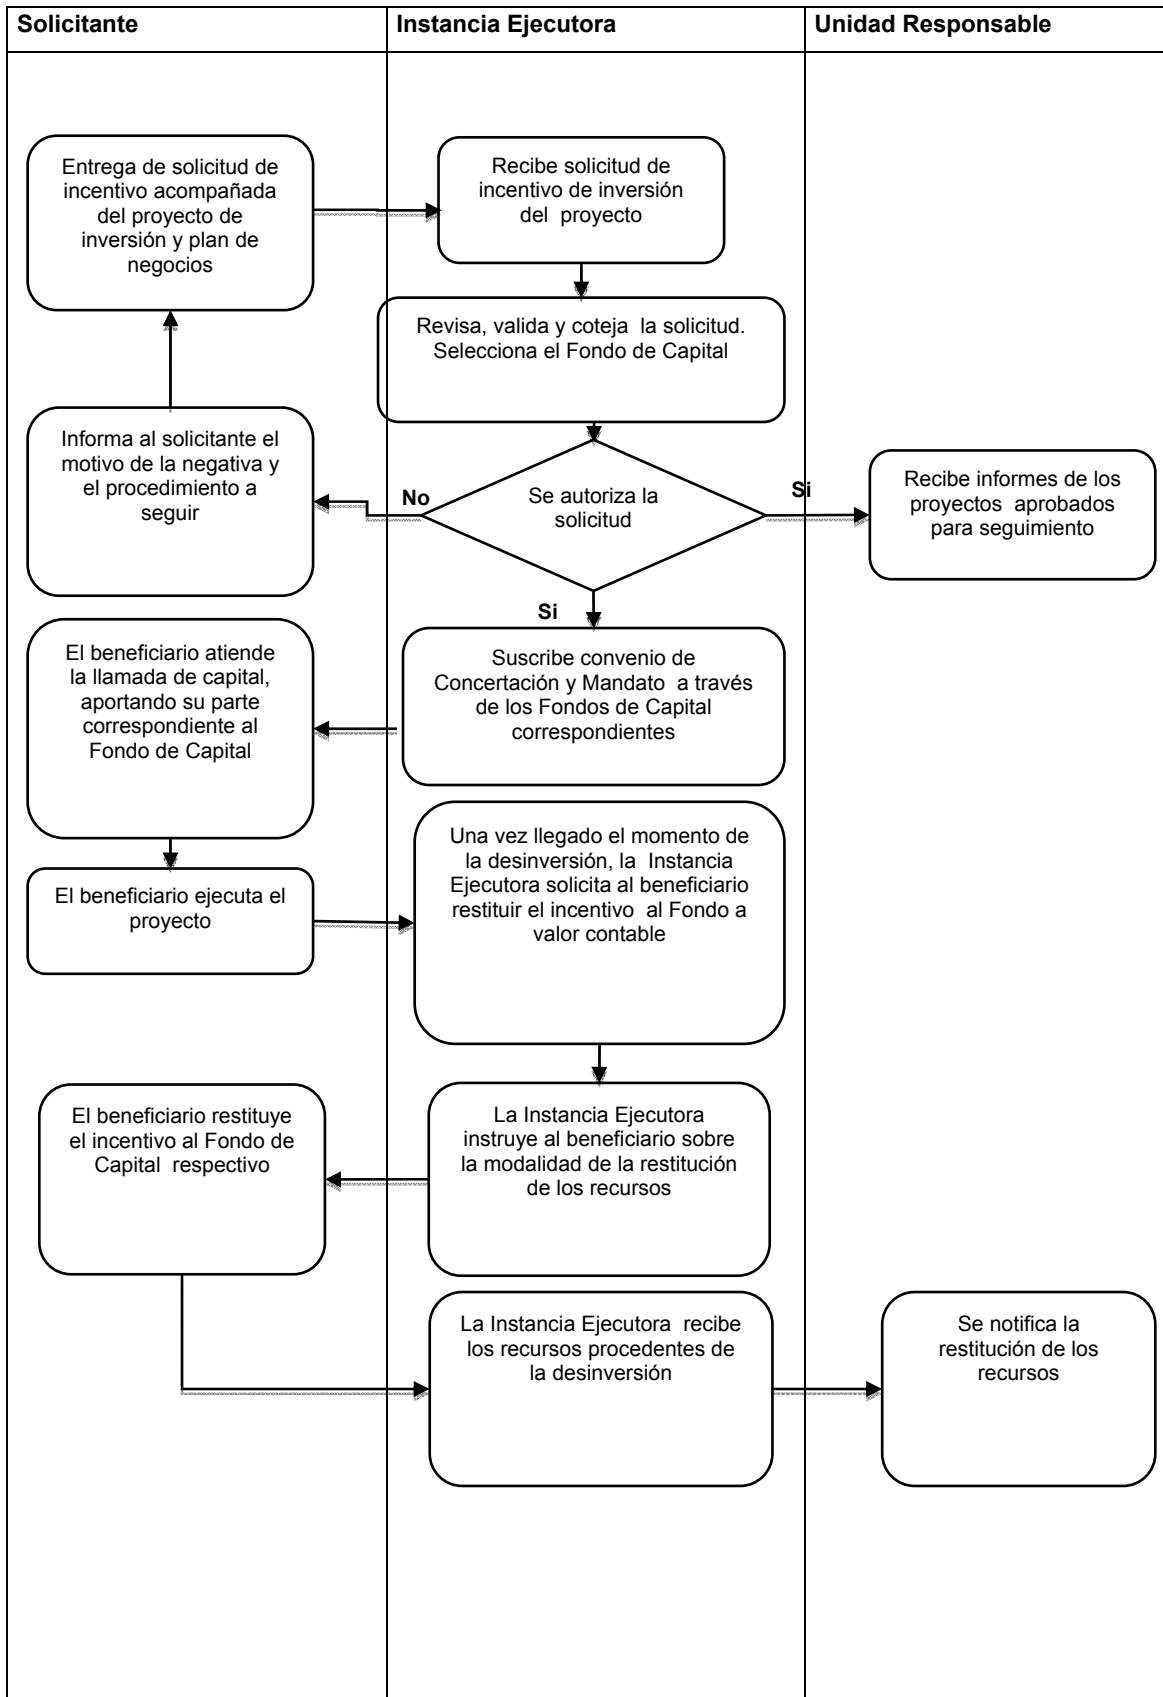 Solicitante
Instancia Ejecutora
Unidad Responsable
Entrega de solicitud de
incentivo acompañada
del proyecto de
inversión y plan de
negocios
Recibe solicitud de
incentivo de inversión
del proyecto
Revisa, valida y coteja la solicitud.
Selecciona el Fondo de Capital
Informa al solicitante el
motivo de la negativa y
el procedimiento a
seguir
No
Se autoriza la
solicitud
Si
Recibe informes de los
proyectos aprobados
para seguimiento
Si
El beneficiario atiende
la llamada de capital,
aportando su parte
correspondiente al
Fondo de Capital
Suscribe convenio de
Concertación y Mandato a través
de los Fondos de Capital
correspondientes
El beneficiario ejecuta el
proyecto
Una vez llegado el momento de
la desinversión, la Instancia
Ejecutora solicita al beneficiario
restituir el incentivo al Fondo a
valor contable
La Instancia Ejecutora
instruye al beneficiario sobre
la modalidad de la restitución
de los recursos
El beneficiario restituye
el incentivo al Fondo de
Capital respectivo
La Instancia Ejecutora recibe
los recursos procedentes de
la desinversión
Se notifica la
restitución de los
recursos